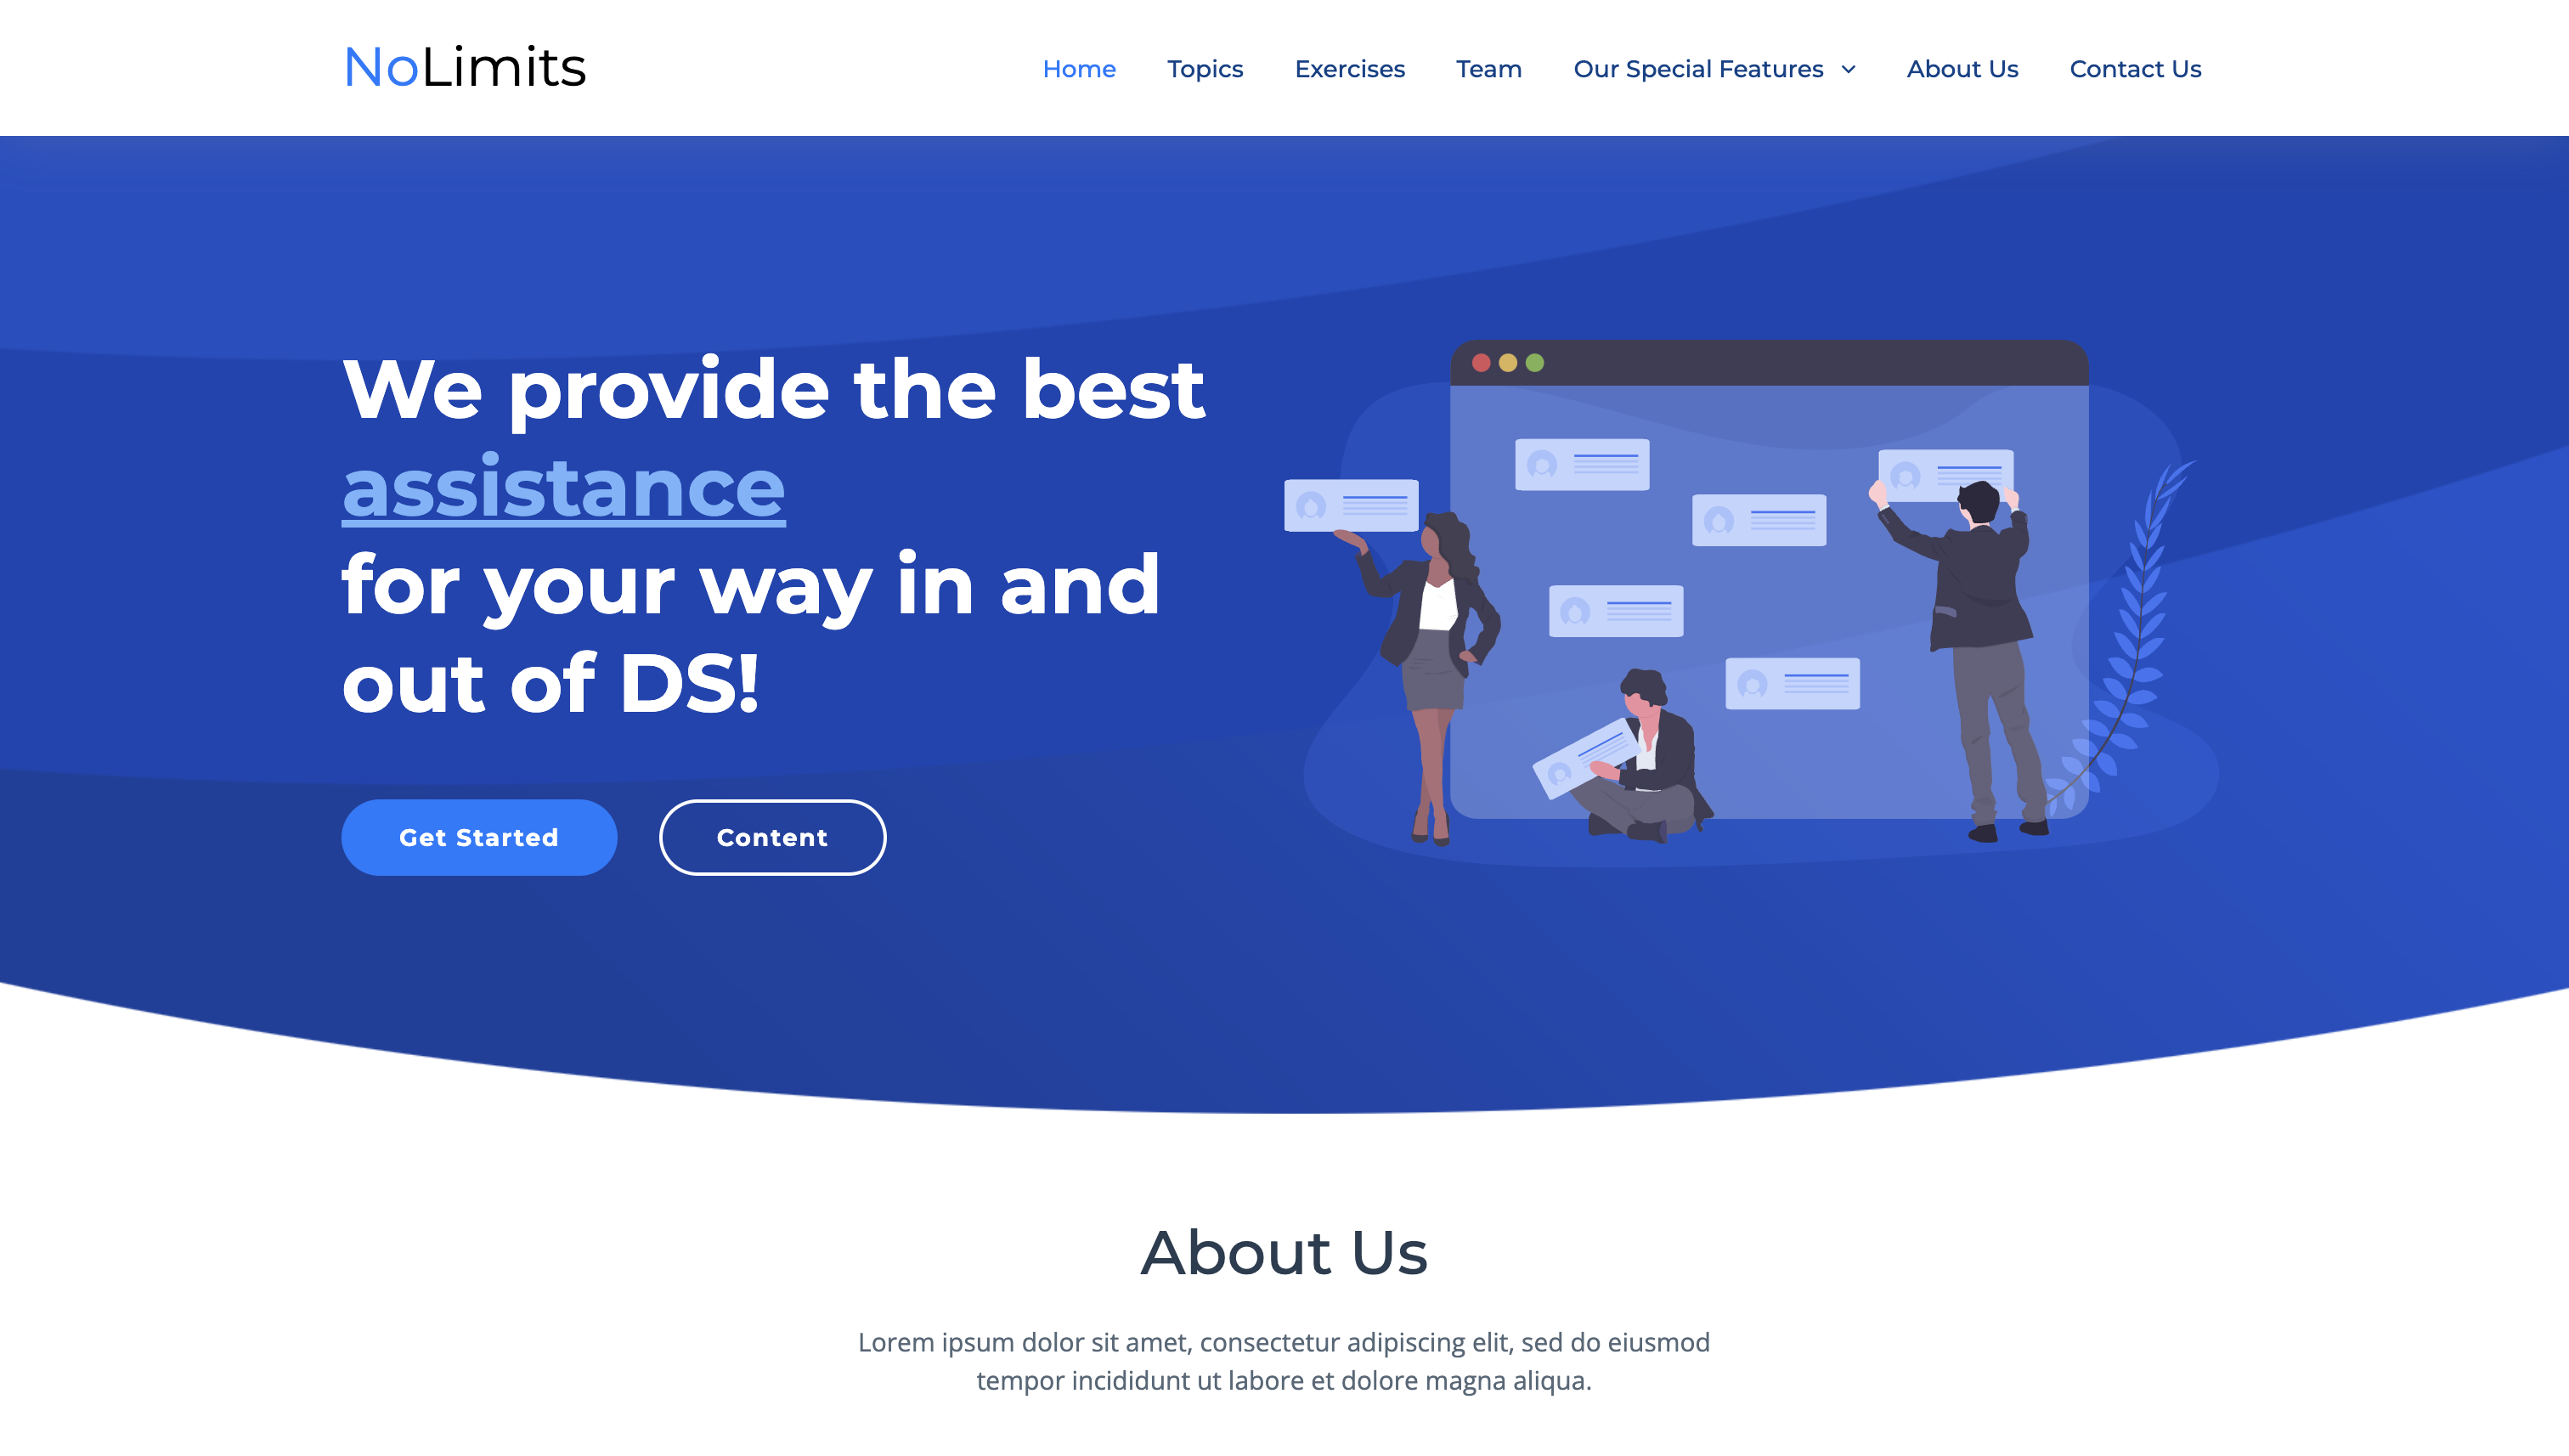 NoLimits
Home Topics Exercises Team Our Special Features About Us Contact Us
We provide the best
assistance
for your way in and
out of DS!
Get Started Content
About Us
Lorem ipsum dolor sit amet, consectetur adipiscing elit, sed do eiusmod
tempor incididunt ut labore et dolore magna aliqua.